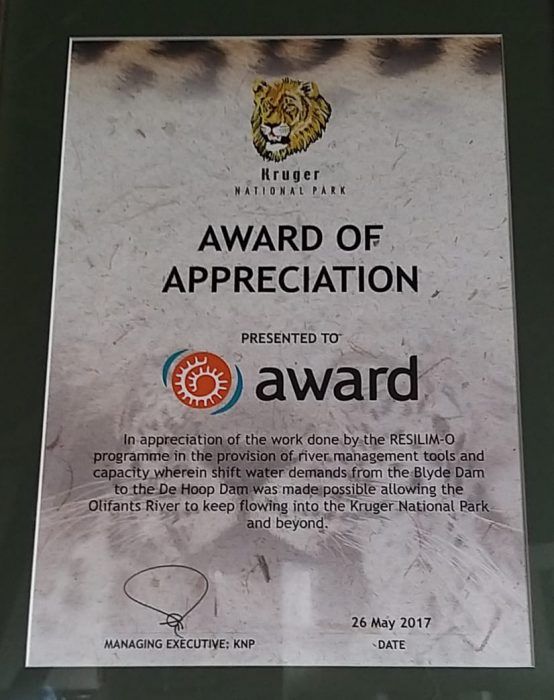 Kruger
NATIONAL PARK
AWARD OF
APPRECIATION
PRESENTED TO
award
In appreciation of the work done by the RESILIM-O
programme in the provision of river management tools and
capacity wherein shift water demands from the Blyde Dam
to the De Hoop Dam was made possible allowing the
Olifants River to keep flowing into the Kruger National Park
and beyond.
26 May 2017
MANAGING EXECUTIVE: KNP
DATE